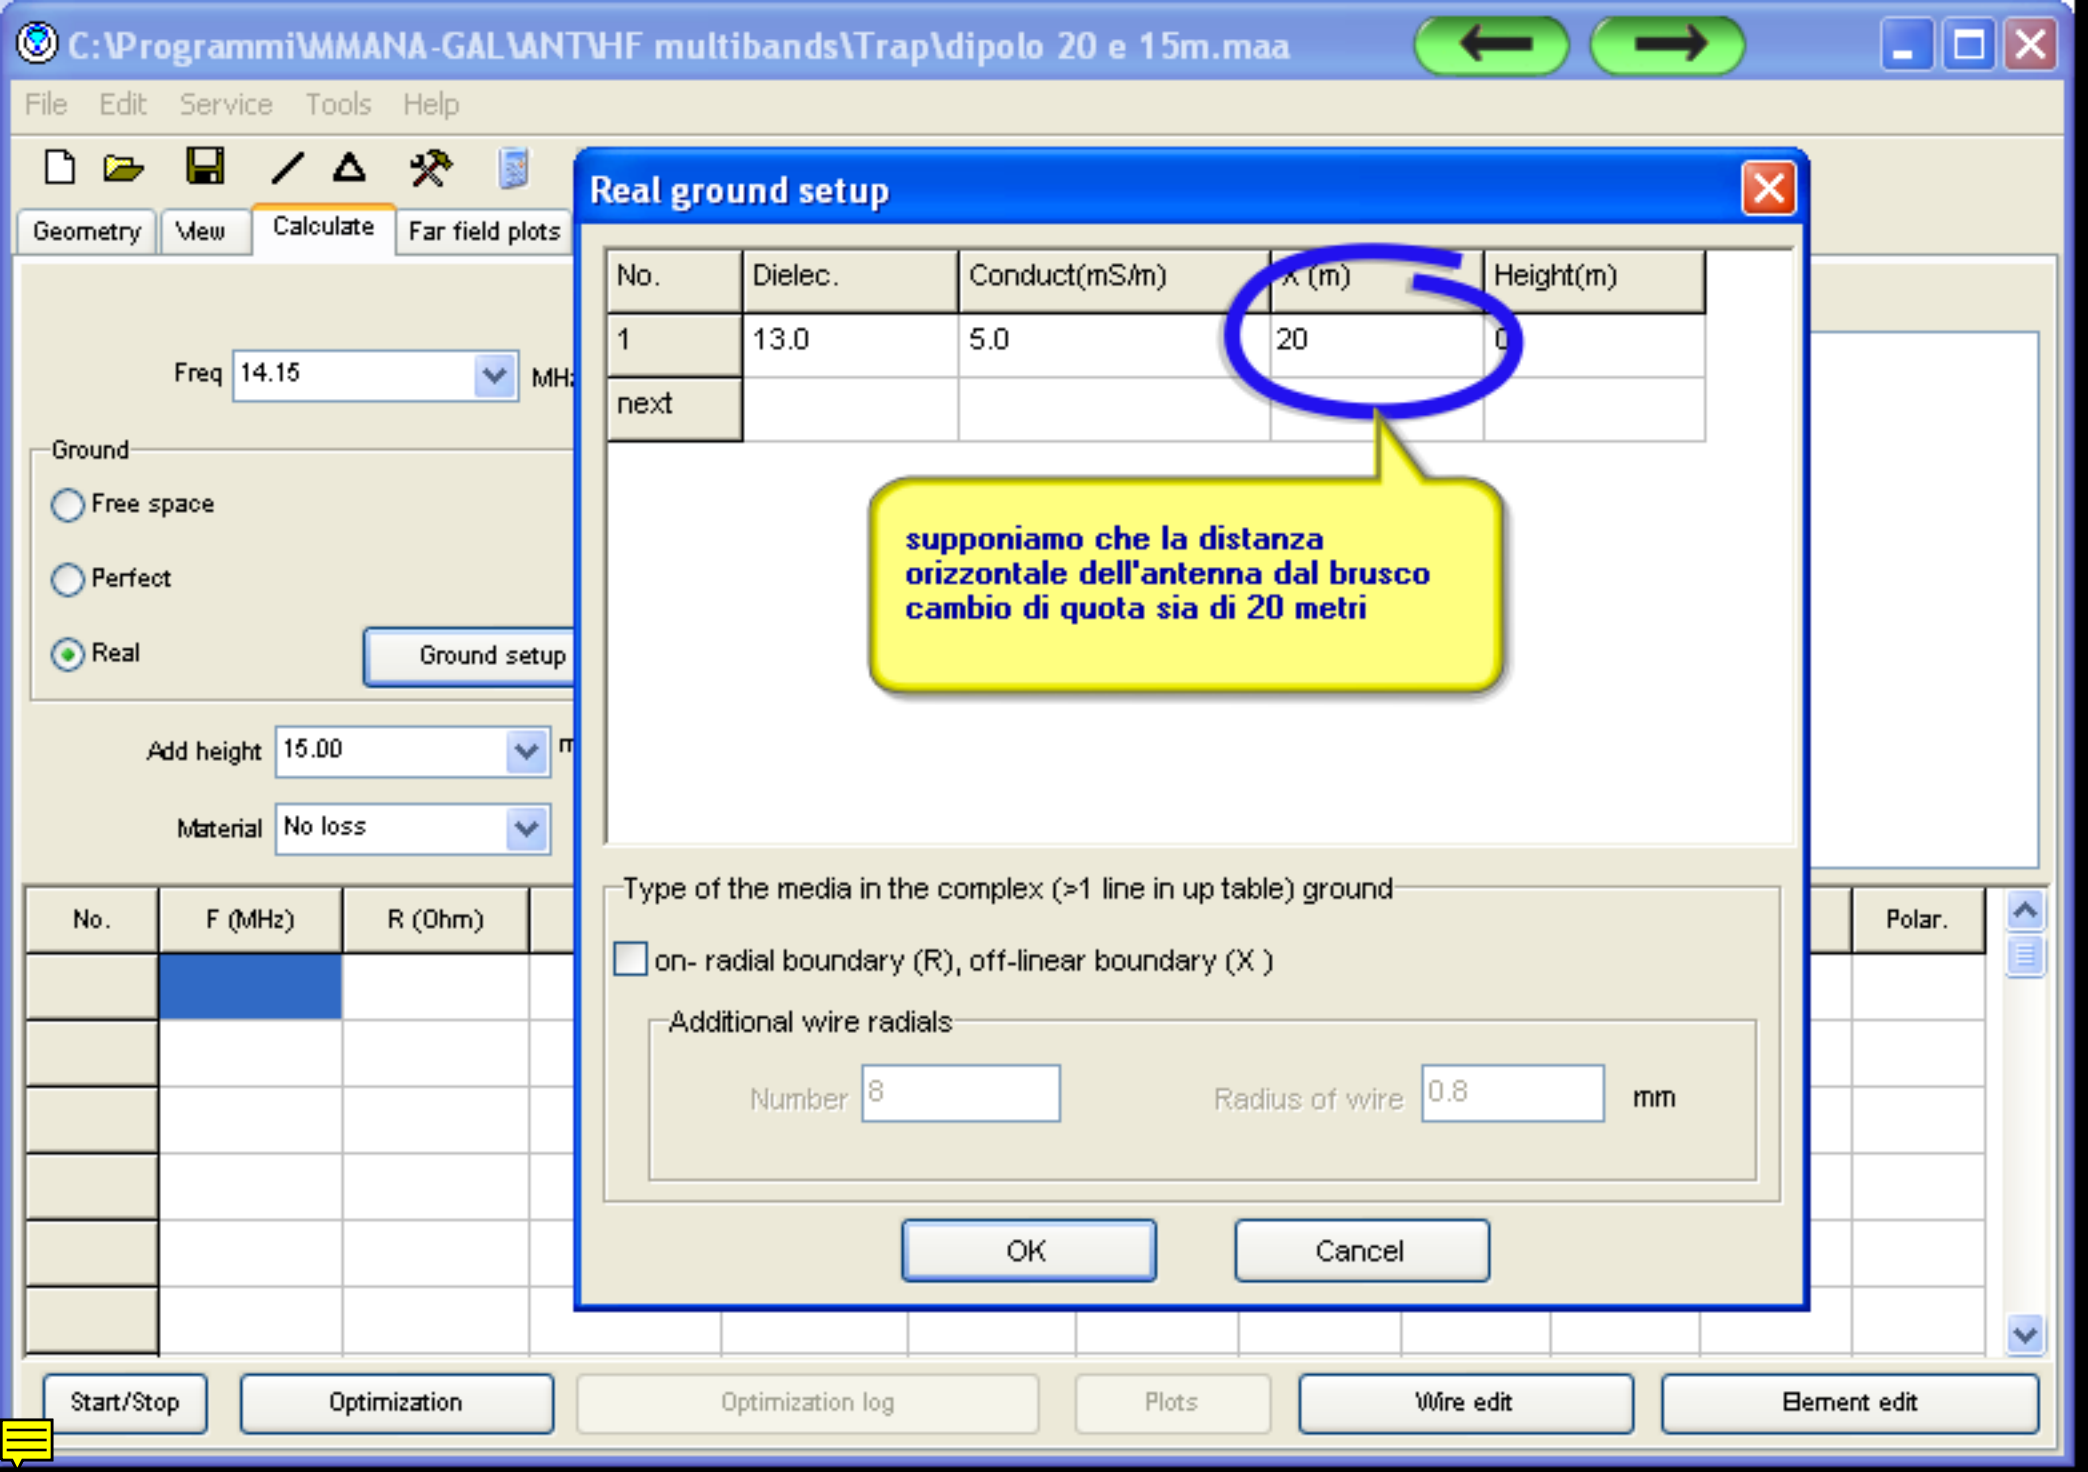 C:\Programmi\MMANA-GAL\ANT\HF multibands\Trap\dipolo 20 e 15m.maa
File Edit Service Tools Help
Geometry View Calculate Far field plots
Freq 14.15
Ground
Free space
Perfect
Real
Ground setup
Add height 15.00
Material No loss
Real ground setup
No. Dielec. Conduct(mS/m) X (m) Height(m)
1 13.0 5.0 20 0
next
supponiamo che la distanza
orizzontale dell'antenna dal brusco
cambio di quota sia di 20 metri
Type of the media in the complex (>1 line in up table) ground
on- radial boundary (R), off-linear boundary (X )
Additional wire radials
Number 8 Radius of wire 0.8 mm
OK Cancel
No. F (MHz) R (Ohm) Polar.
Start/Stop Optimization Optimization log Plots Wire edit Element edit